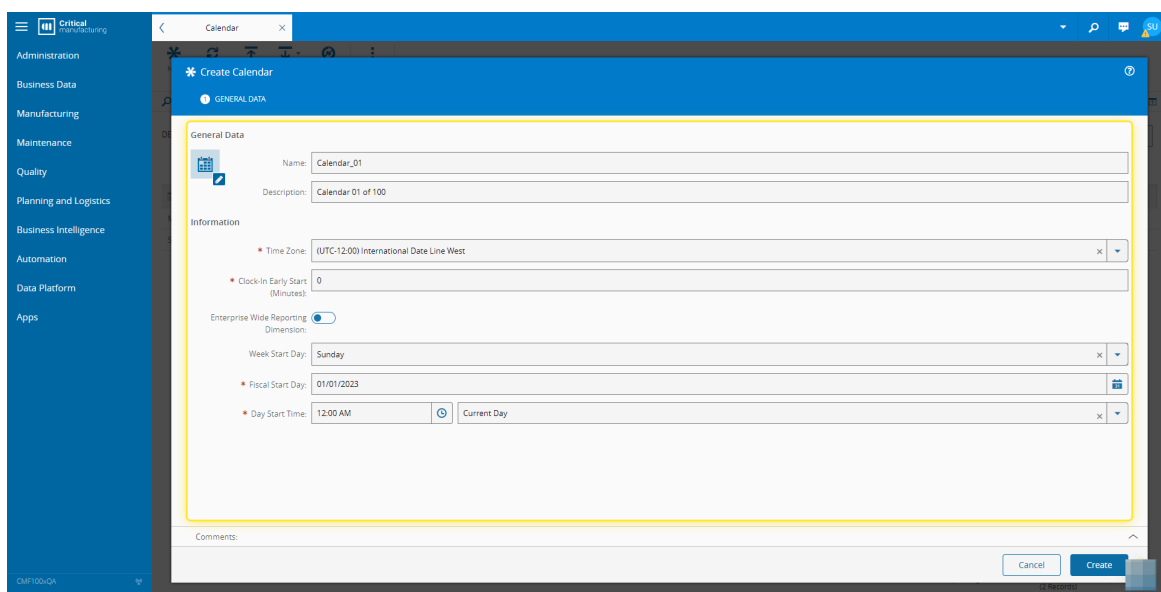 Critical
manufacturing
Calendar
SU
Administration
Business Data
Manufacturing
Maintenance
Quality
Planning and Logistics
Business Intelligence
Automation
Data Platform
Apps
CMF100xQA
Create Calendar
1 GENERAL DATA
General Data
Name: Calendar_01
Description: Calendar 01 of 100
Information
* Time Zone: (UTC-12:00) International Date Line West
* Clock-In Early Start
(Minutes): 0
Enterprise Wide Reporting
Dimension:
Week Start Day: Sunday
* Fiscal Start Day: 01/01/2023
* Day Start Time: 12:00 AM Current Day
Comments:
Cancel Create
(2 Records)